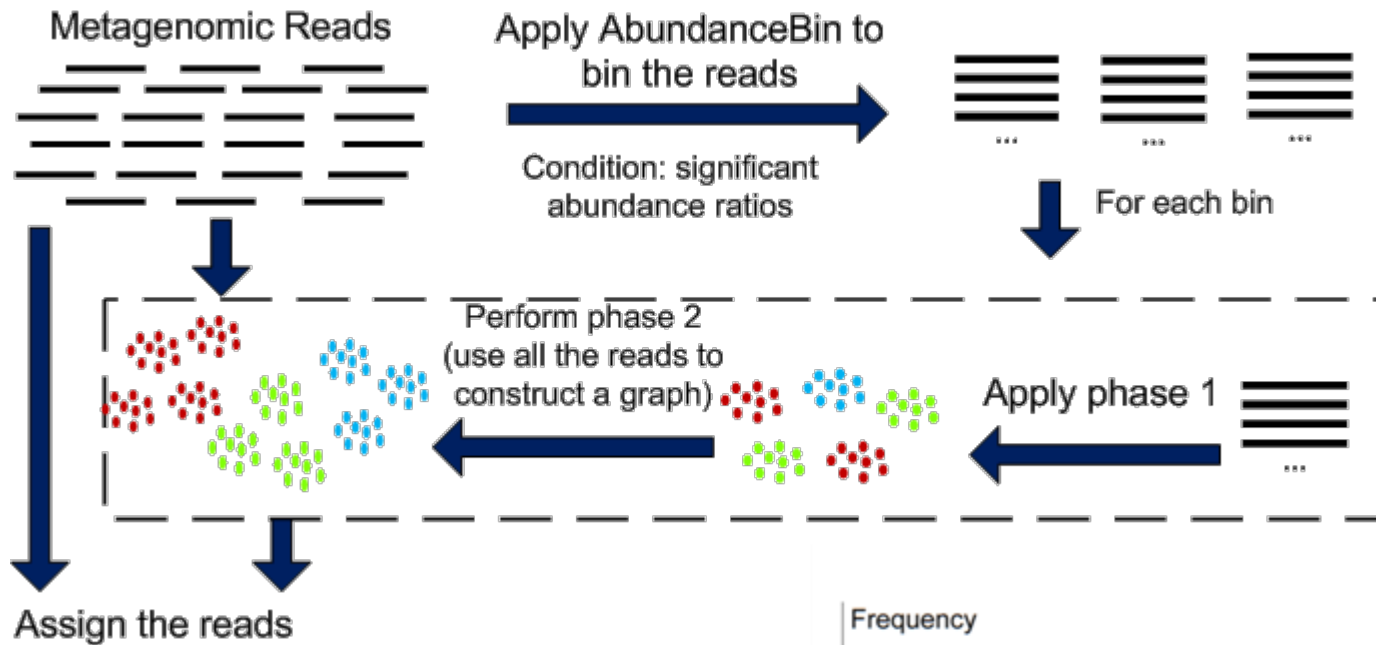 Metagenomic Reads
Apply AbundanceBin to
bin the reads
Condition: significant
abundance ratios
...
...
...
For each bin
Perform phase 2
(use all the reads to
construct a graph)
Apply phase 1
...
Assign the reads
Frequency